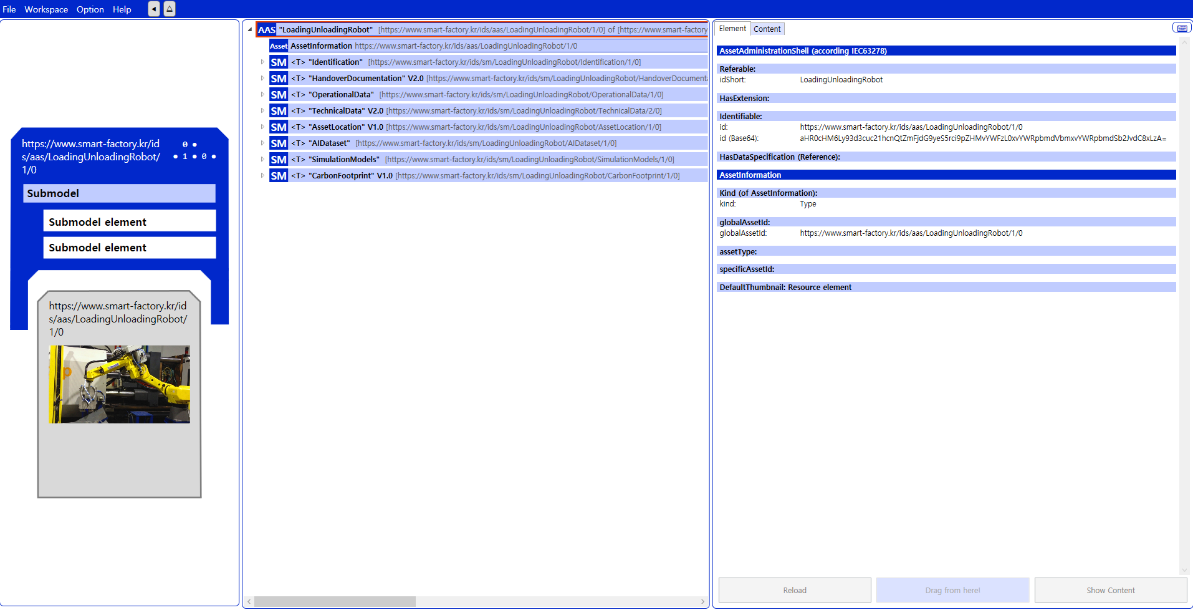 File Workspace Option Help
https://www.smart-factory.kr/id
s/aas/LoadingUnloadingRobot/
1/0
0
1 0
Submodel
Submodel element
Submodel element
https://www.smart-factory.kr/id
s/aas/LoadingUnloadingRobot/
1/0
AAS "LoadingUnloadingRobot" [https://www.smart-factory.kr/ids/aas/LoadingUnloadingRobot/1/0] of [https://www.smart-factory
Asset AssetInformation https://www.smart-factory.kr/ids/aas/LoadingUnloadingRobot/1/0
SM <T> "Identification" [https://www.smart-factory.kr/ids/sm/LoadingUnloadingRobot/Identification/1/0]
SM <T> "HandoverDocumentation" V2.0 [https://www.smart-factory.kr/ids/sm/LoadingUnloadingRobot/HandoverDocumenta
SM <T> "OperationalData" [https://www.smart-factory.kr/ids/sm/LoadingUnloadingRobot/OperationalData/1/0]
SM <T> "TechnicalData" V2.0 [https://www.smart-factory.kr/ids/sm/LoadingUnloadingRobot/TechnicalData/2/0]
SM <T> "AssetLocation" V1.0 [https://www.smart-factory.kr/ids/sm/LoadingUnloadingRobot/AssetLocation/1/0]
SM <T> "AIDataset" [https://www.smart-factory.kr/ids/sm/LoadingUnloadingRobot/AIDataset/1/0]
SM <T> "SimulationModels" [https://www.smart-factory.kr/ids/sm/LoadingUnloadingRobot/SimulationModels/1/0]
SM <T> "CarbonFootprint" V1.0 [https://www.smart-factory.kr/ids/sm/LoadingUnloadingRobot/CarbonFootprint/1/0]
Element Content
AssetAdministrationShell (according IEC63278)
Referable:
idShort: LoadingUnloadingRobot
HasExtension:
Identifiable:
id: https://www.smart-factory.kr/ids/aas/LoadingUnloadingRobot/1/0
id (Base64):
HasDataSpecification (Reference):
AssetInformation
Kind (of AssetInformation):
kind: Type
globalAssetId:
globalAssetId: https://www.smart-factory.kr/ids/aas/LoadingUnloadingRobot/1/0
assetType:
specificAssetId:
DefaultThumbnail: Resource element
Reload Drag from here! Show Content